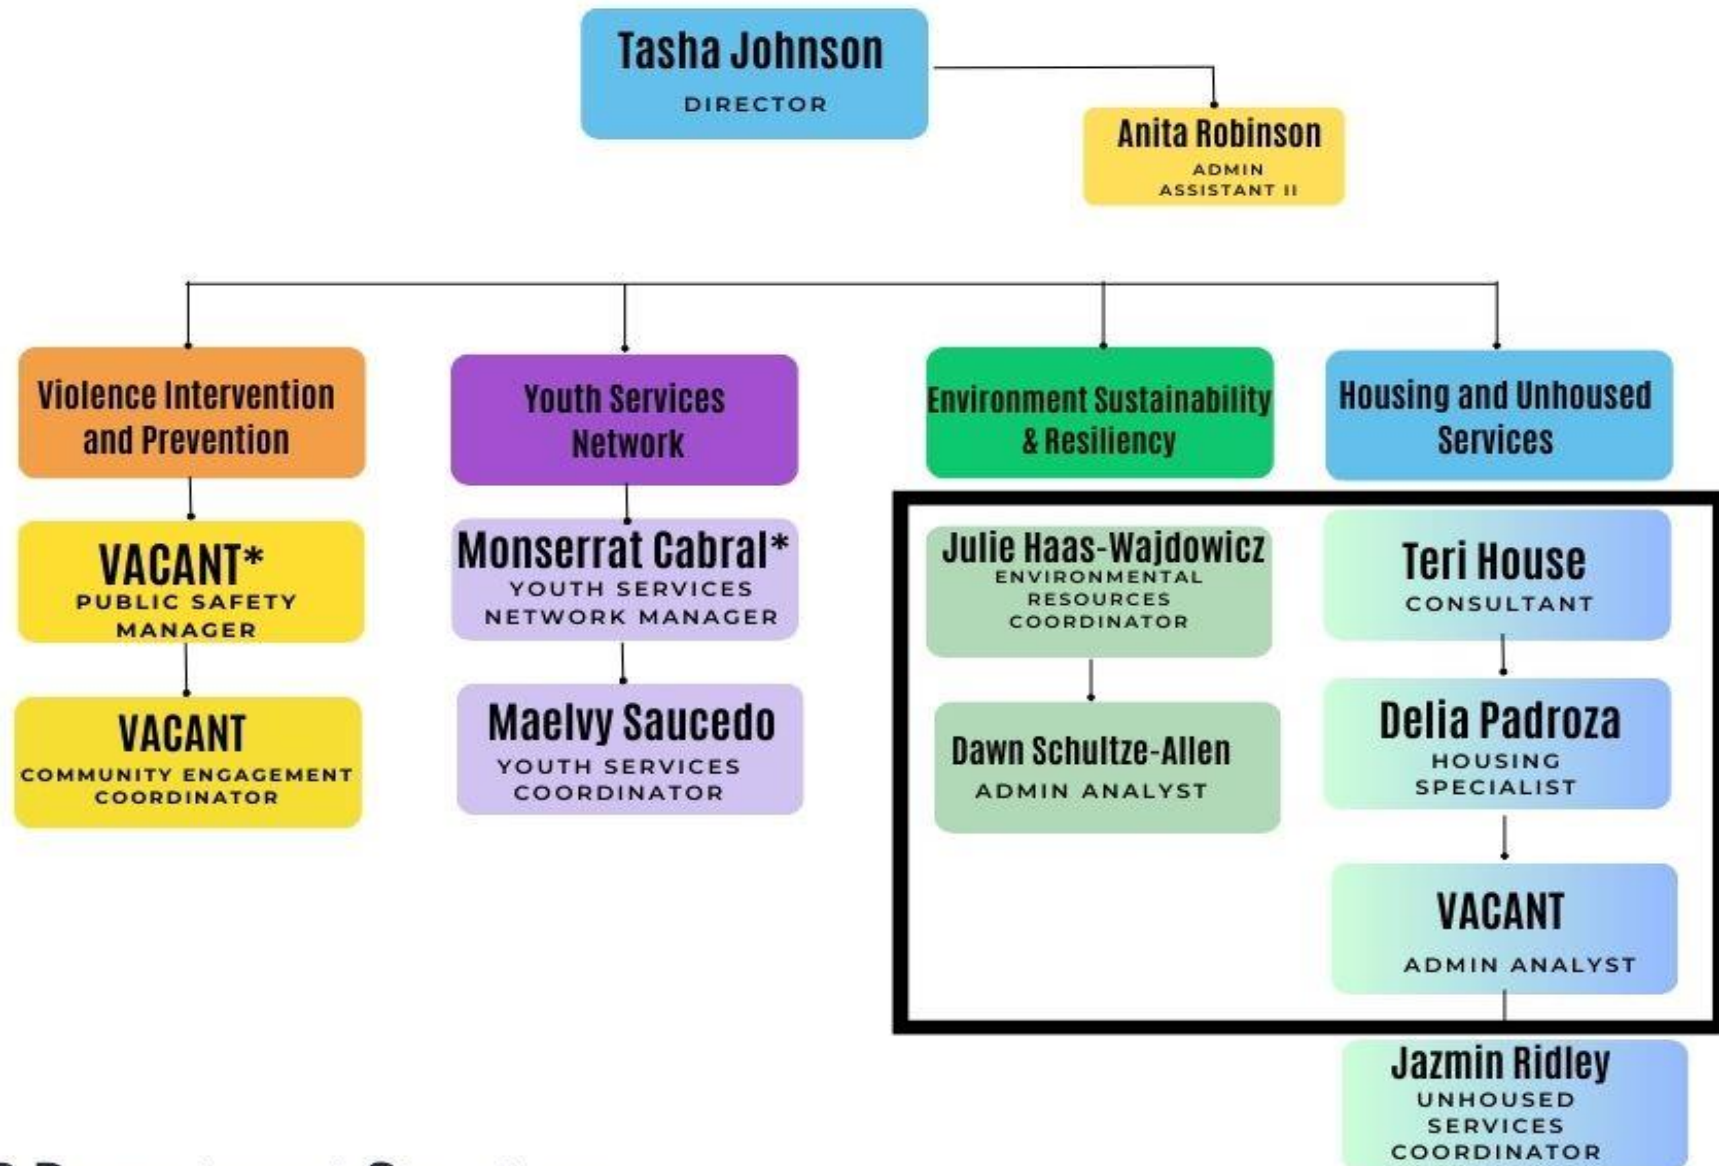 Tasha Johnson
DIRECTOR
Anita Robinson
ADMIN
ASSISTANT II
Violence Intervention
and Prevention
Youth Services
Network
Environment Sustainability
& Resiliency
Housing and Unhoused
Services
VACANT*
PUBLIC SAFETY
MANAGER
VACANT
COMMUNITY ENGAGEMENT
COORDINATOR
Monserrat Cabral*
YOUTH SERVICES
NETWORK MANAGER
Maelvy Saucedo
YOUTH SERVICES
COORDINATOR
Julie Haas-Wajdowicz
ENVIRONMENTAL
RESOURCES
COORDINATOR
Dawn Schultze-Allen
ADMIN ANALYST
Teri House
CONSULTANT
Delia Padroza
HOUSING
SPECIALIST
VACANT
ADMIN ANALYST
Jazmin Ridley
UNHOUSED
SERVICES
COORDINATOR